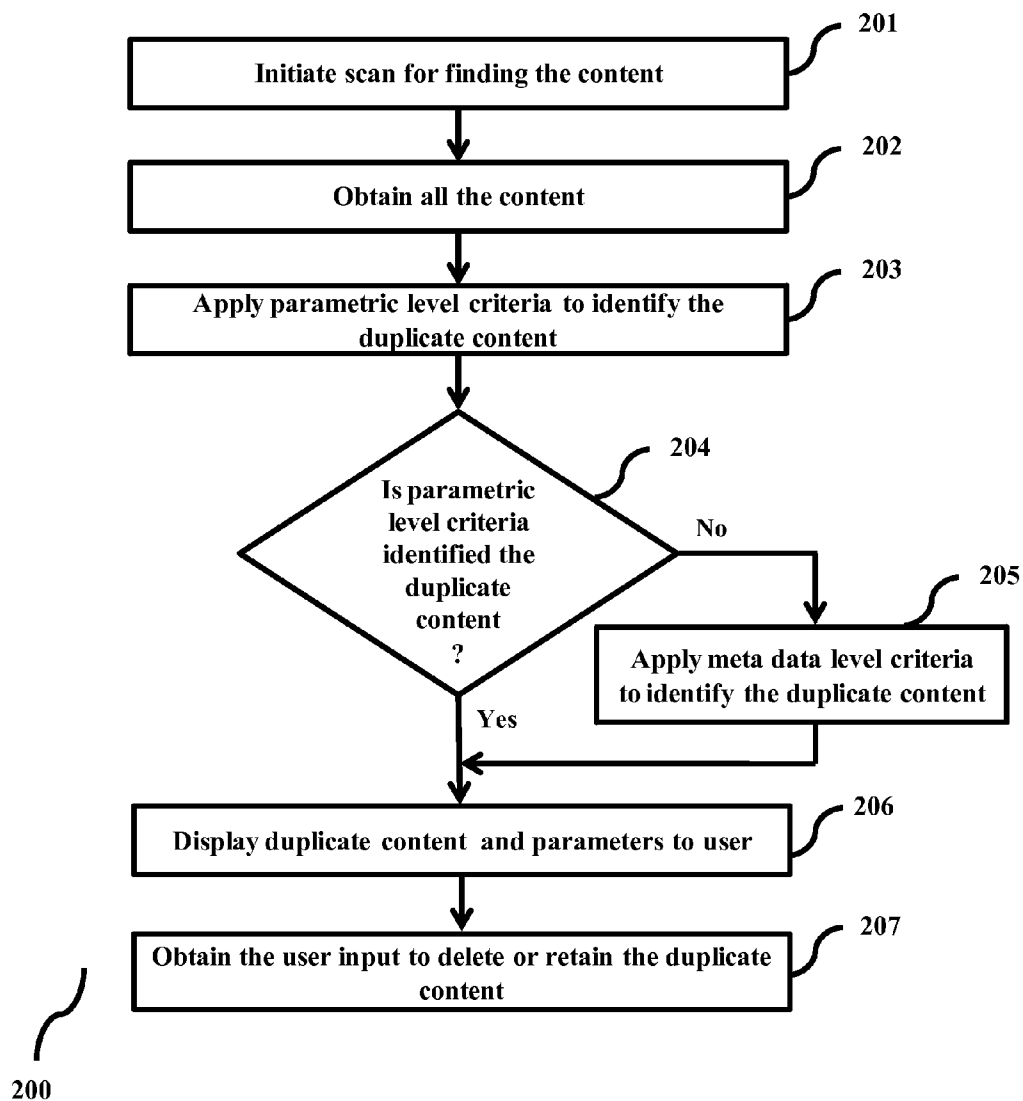 201
Initiate scan for finding the content
202
Obtain all the content
203
Apply parametric level criteria to identify the
duplicate content
204
Is parametric
level criteria
identified the
duplicate
content
?
No
205
Apply meta data level criteria
to identify the duplicate content
Yes
206
Display duplicate content and parameters to user
207
Obtain the user input to delete or retain the duplicate
content
200